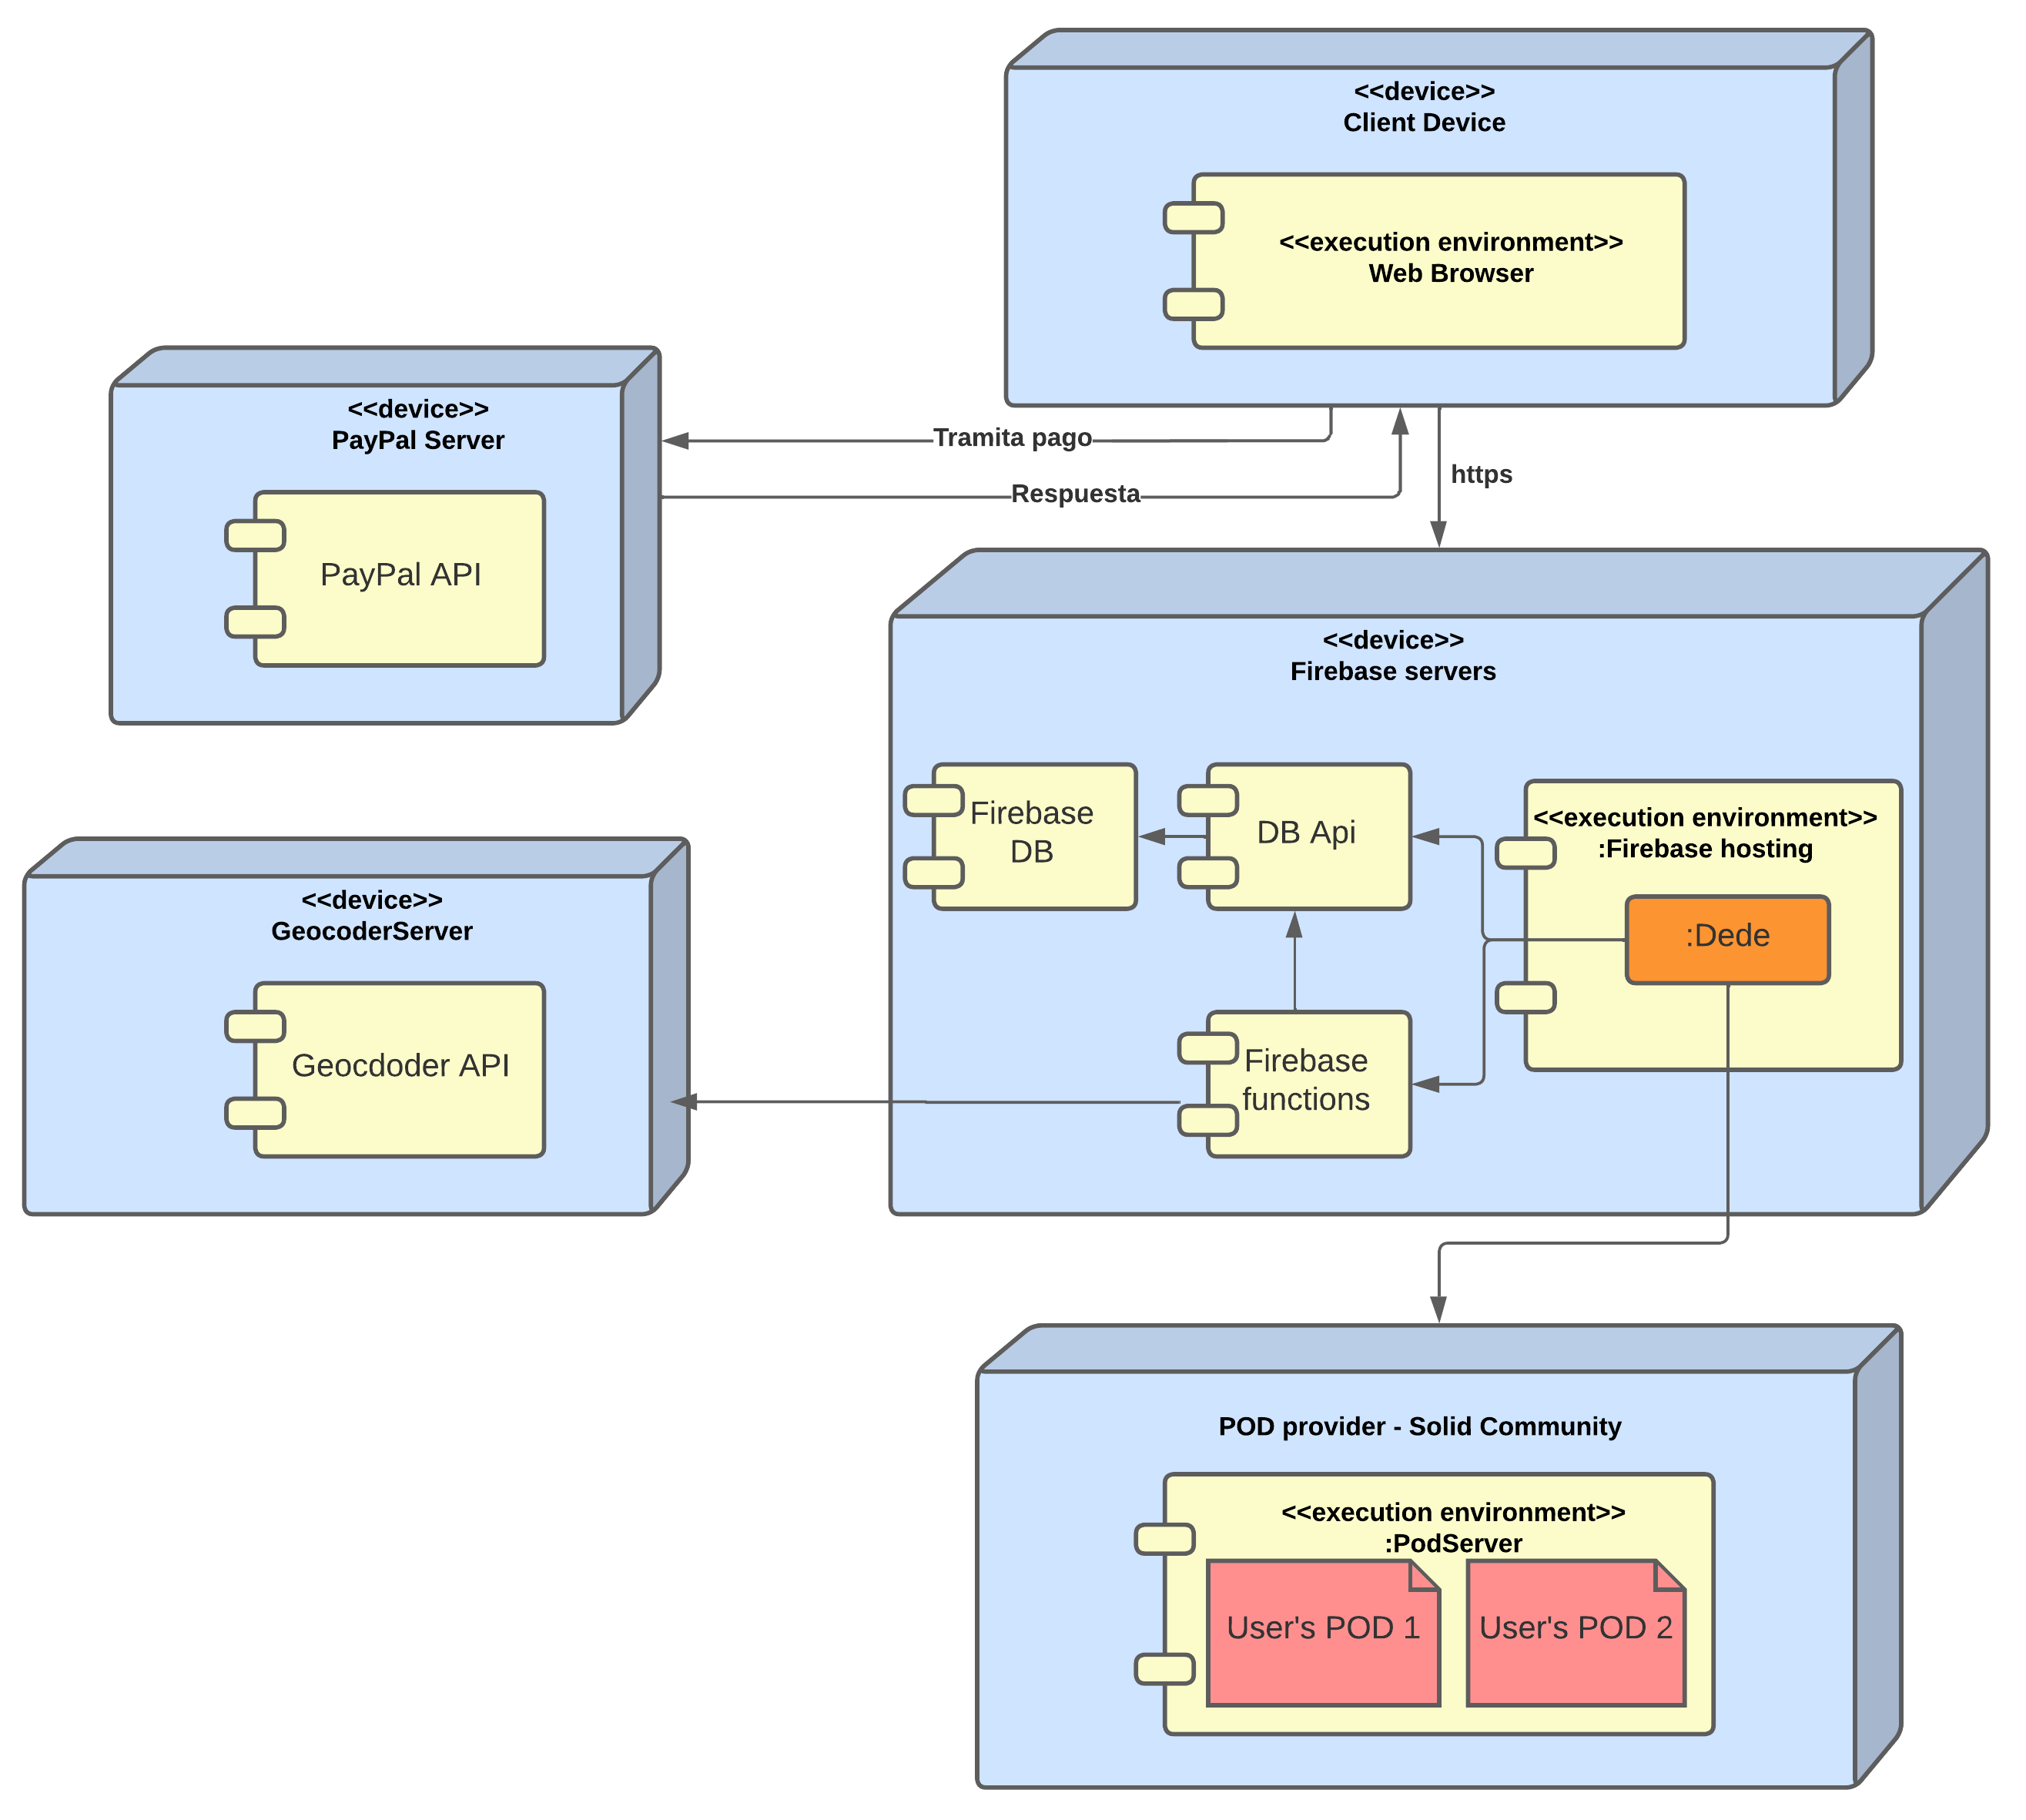 <<device>>
Client Device
<<execution environment>>
Web Browser
<<device>>
PayPal Server
PayPal API
Tramita pago
Respuesta
https
<<device>>
Firebase servers
Firebase
DB
DB Api
<<execution environment>>
:Firebase hosting
:Dede
Firebase
functions
<<device>>
GeocoderServer
Geocdoder API
POD provider - Solid Community
<<execution environment>>
:PodServer
User's POD 1
User's POD 2